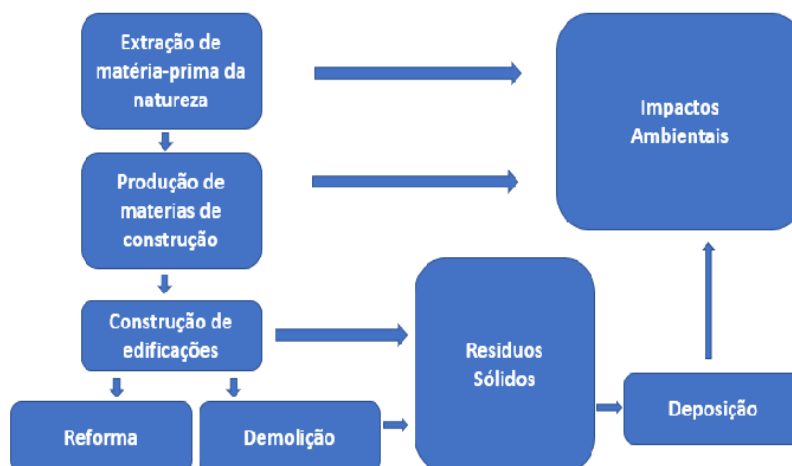 Extração de
matéria-prima da
natureza
Impactos
Ambientais
Produção de
materias de
construção
Construção de
edificações
Resíduos
Sólidos
Deposição
Reforma
Demolição